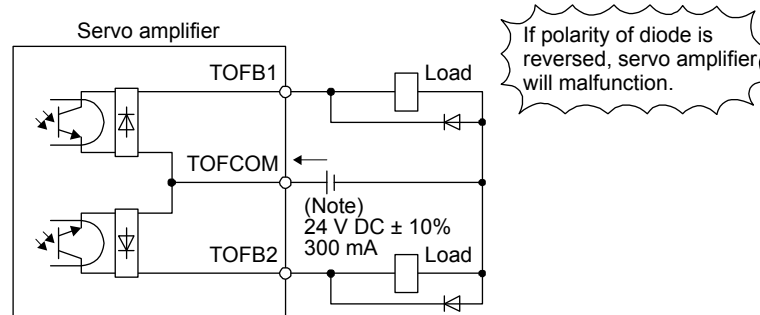 Servo amplifier
If polarity of diode is
reversed, servo amplifier
will malfunction.
TOFB1
Load
TOFCOM
(Note)
24 V DC ± 10%
300 mA
TOFB2
Load